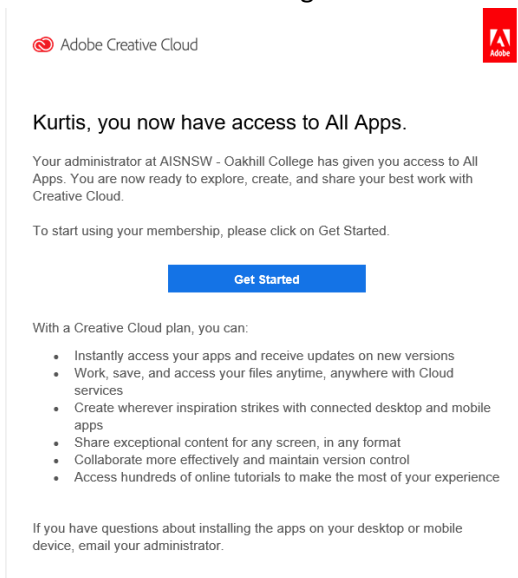 Adobe Creative Cloud
Adobe
Kurtis, you now have access to All Apps.
Your administrator at AISNSW - Oakhill College has given you access to All
Apps. You are now ready to explore, create, and share your best work with
Creative Cloud.
To start using your membership, please click on Get Started.
Get Started
With a Creative Cloud plan, you can:
• Instantly access your apps and receive updates on new versions
• Work, save, and access your files anytime, anywhere with Cloud
services
• Create wherever inspiration strikes with connected desktop and mobile
apps
• Share exceptional content for any screen, in any format
• Collaborate more effectively and maintain version control
• Access hundreds of online tutorials to make the most of your experience
If you have questions about installing the apps on your desktop or mobile
device, email your administrator.